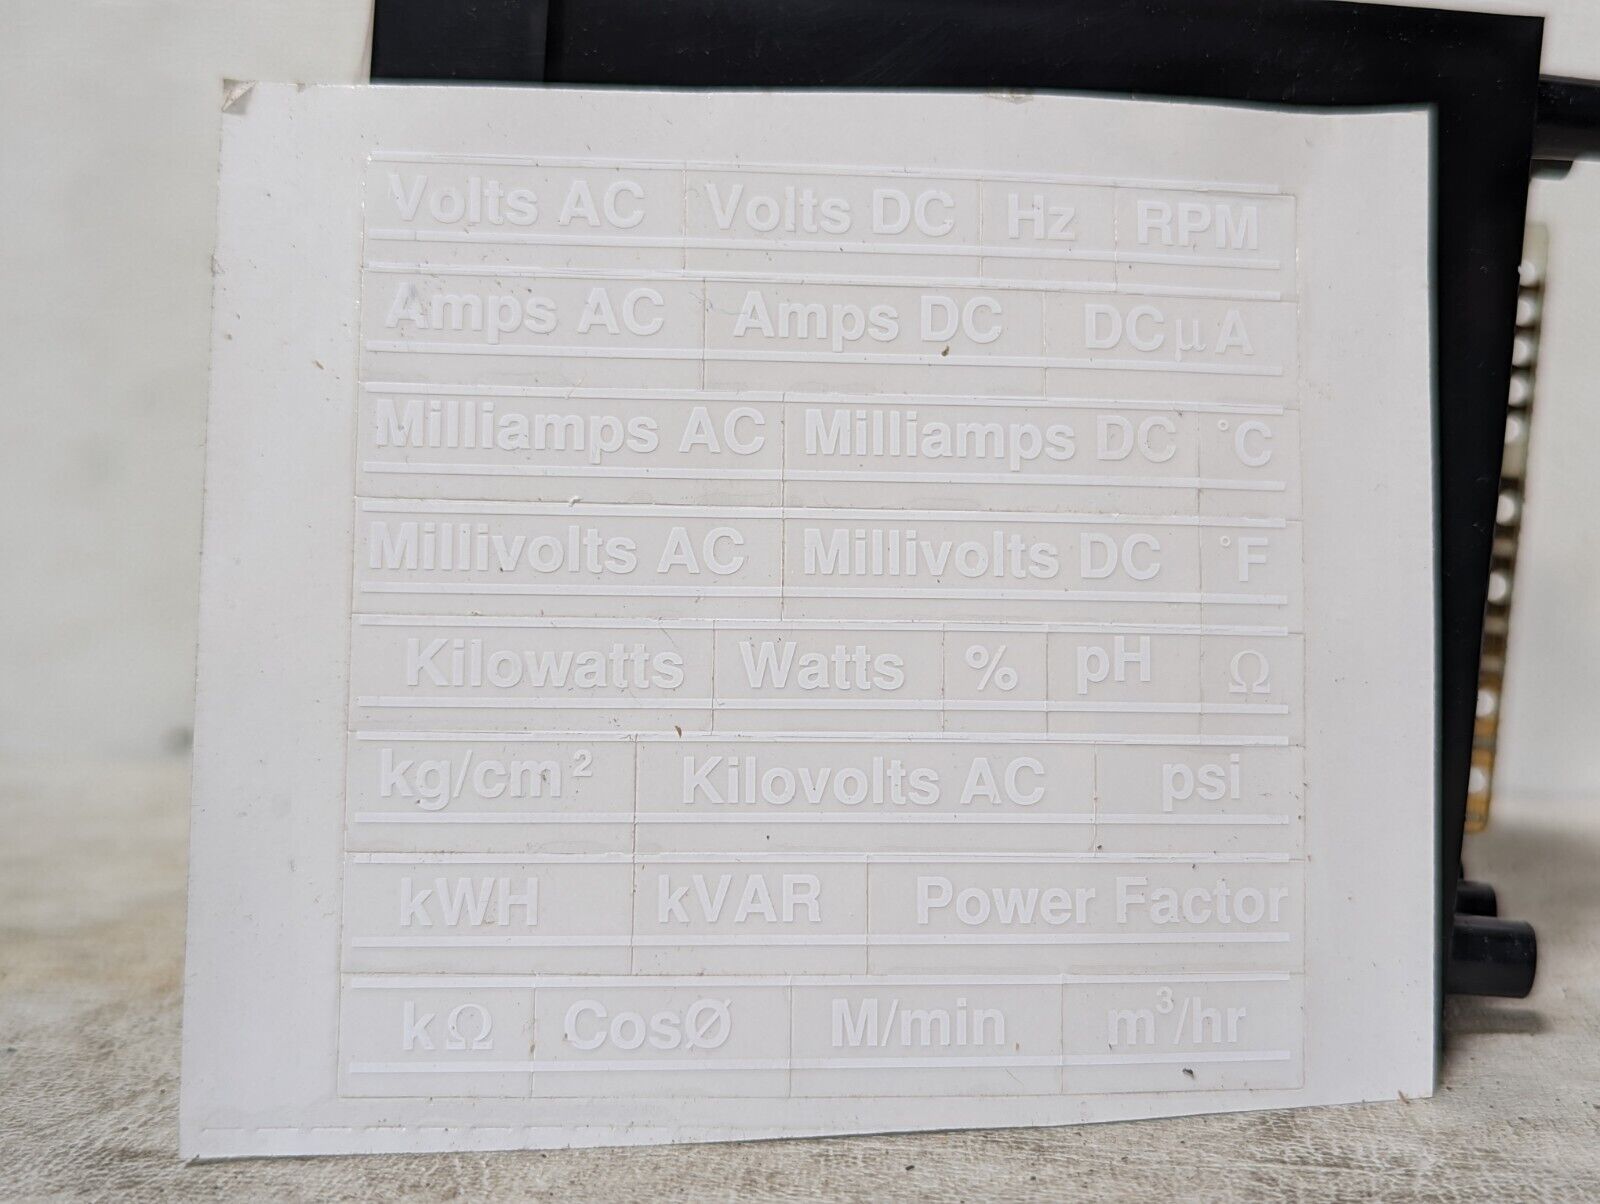 Volts AC Volts DC Hz RPM
Amps AC Amps DC DCµA
Milliamps AC Milliamps DC °C
Millivolts AC Millivolts DC °F
Kilowatts Watts % pH Ω
kg/cm² Kilovolts AC psi
kWH kVAR Power Factor
kΩ CosØ M/min m³/hr